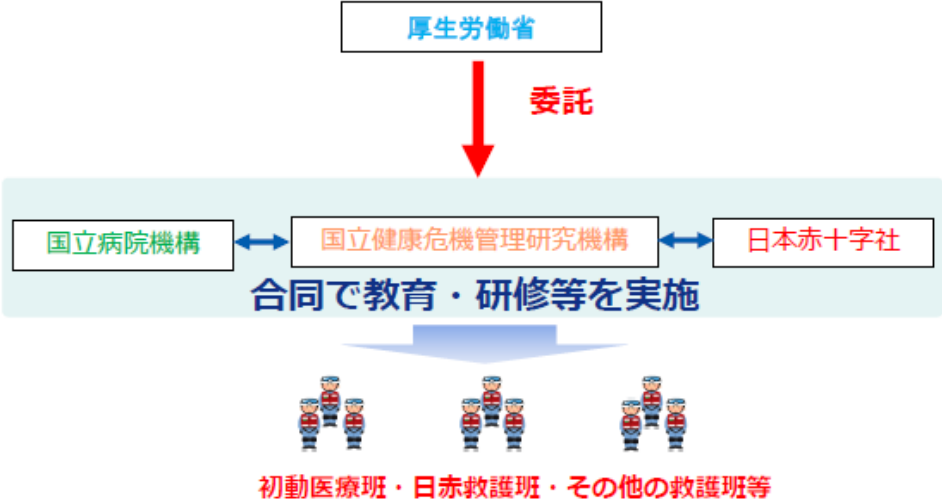 厚生労働省
委託
国立病院機構
国立健康危機管理研究機構
日本赤十字社
合同で教育・研修等を実施
初動医療班・日赤救護班・その他の救護班等